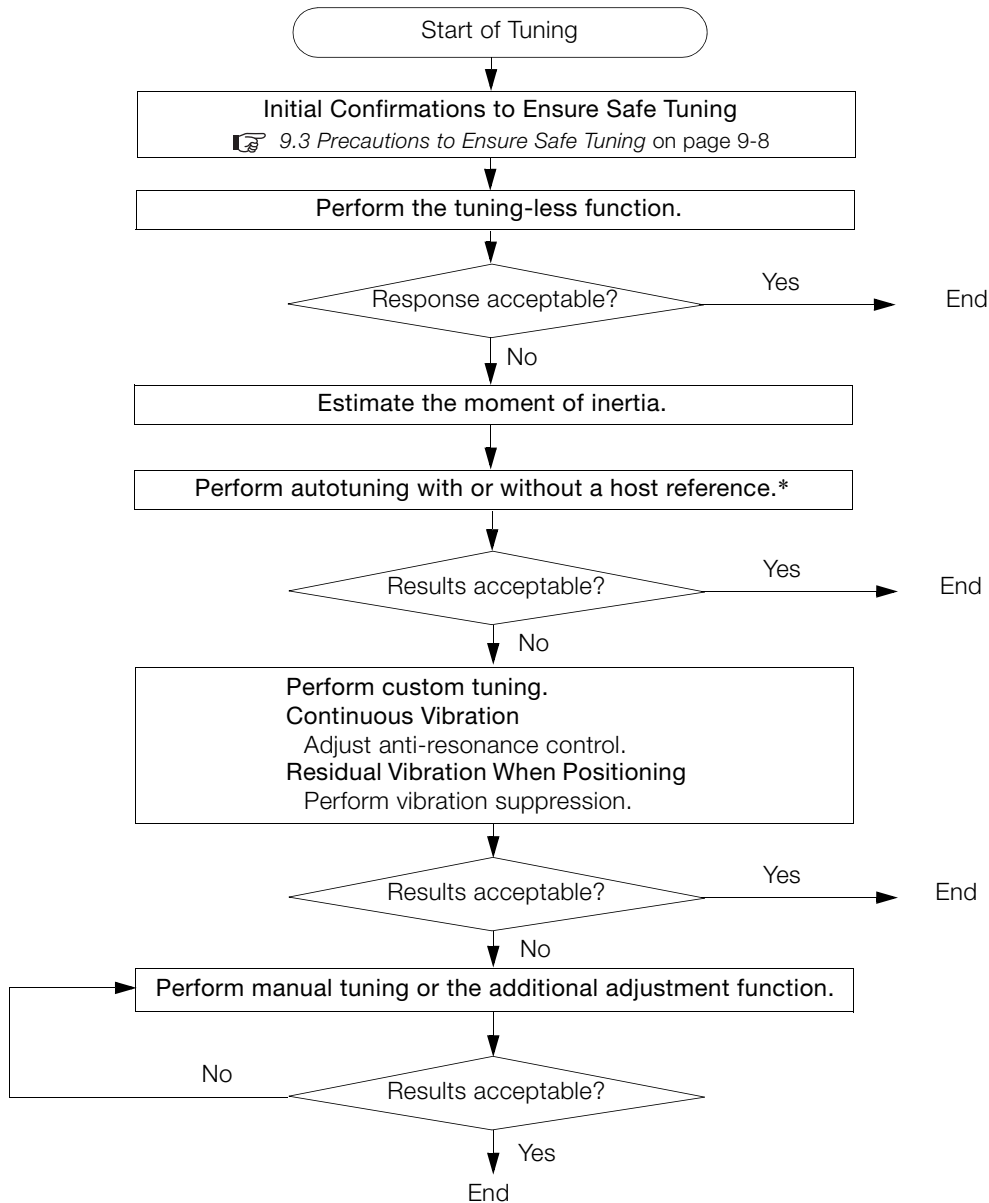 Start of Tuning
Initial Confirmations to Ensure Safe Tuning
9.3 Precautions to Ensure Safe Tuning on page 9-8
Perform the tuning-less function.
Response acceptable?
Yes
End
No
Estimate the moment of inertia.
Perform autotuning with or without a host reference.*
Results acceptable?
Yes
End
No
Perform custom tuning.
Continuous Vibration
Adjust anti-resonance control.
Residual Vibration When Positioning
Perform vibration suppression.
Results acceptable?
Yes
End
No
Perform manual tuning or the additional adjustment function.
No
Results acceptable?
Yes
End